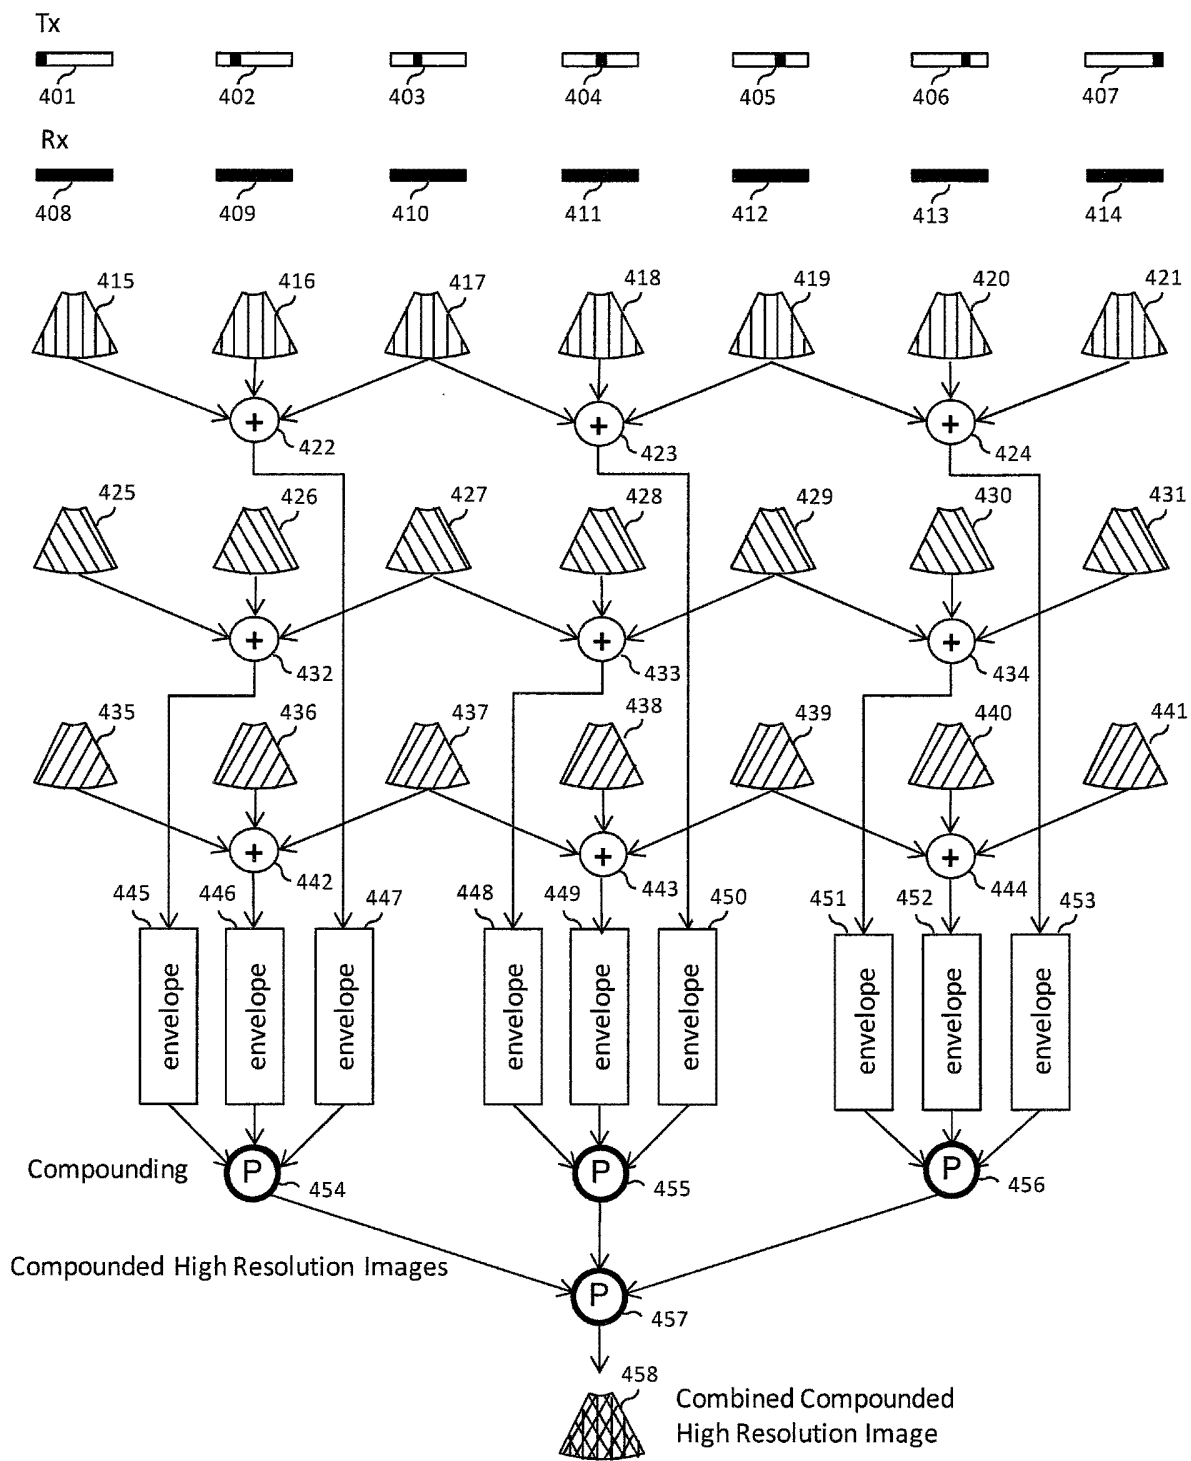 Tx
401 402 403 404 405 406 407
Rx
408 409 410 411 412 413 414
415 416 417 418 419 420 421
+ + +
422 423 424
425 426 427 428 429 430 431
+ + +
432 433 434
435 436 437 438 439 440 441
+ + +
442 443 444
445 446 447 448 449 450 451 452 453
envelope envelope envelope envelope envelope envelope envelope envelope envelope
Compounding P P P
454 455 456
Compounded High Resolution Images
P
457
458
Combined Compounded
High Resolution Image